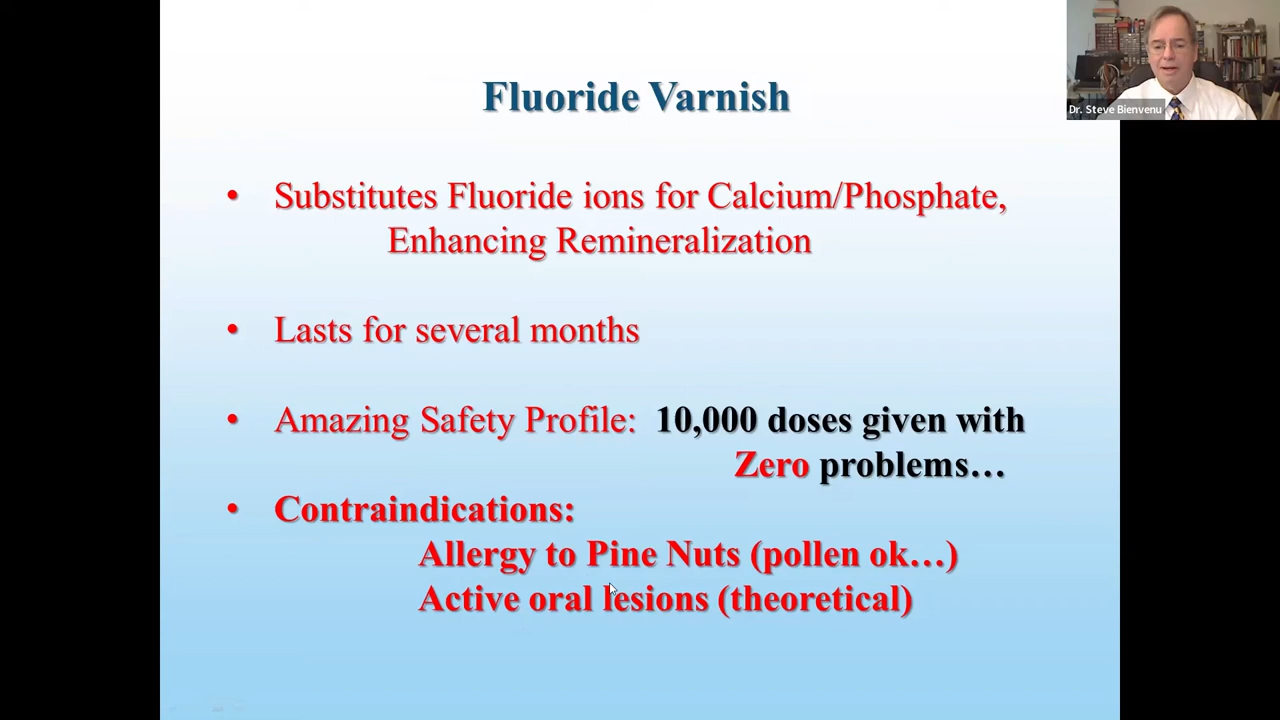 Fluoride Varnish
Dr. Steve Bienvenu
• Substitutes Fluoride ions for Calcium/Phosphate,
Enhancing Remineralization
• Lasts for several months
• Amazing Safety Profile: 10,000 doses given with
Zero problems…
• Contraindications:
Allergy to Pine Nuts (pollen ok…)
Active oral lesions (theoretical)